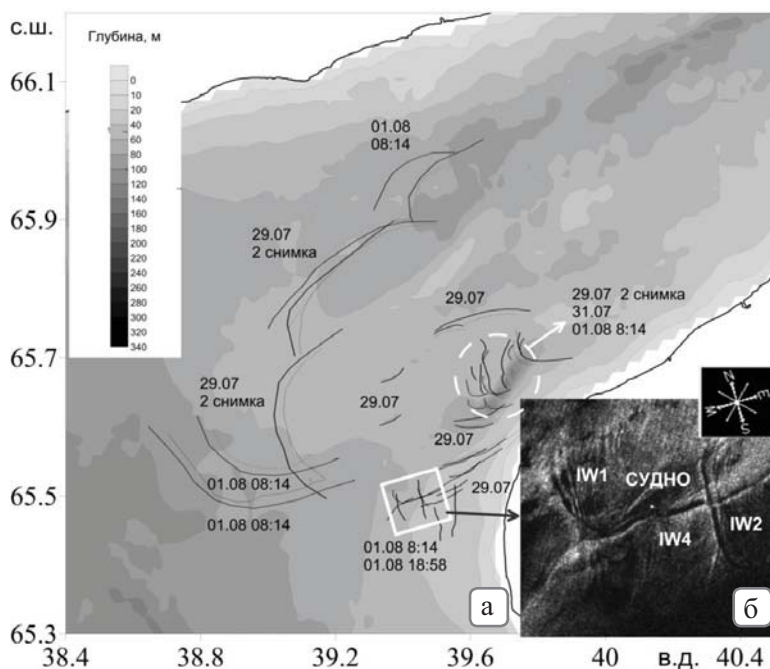 с.ш.
Глубина, м
0
10
20
40
60
80
100
120
140
160
180
200
220
240
260
280
300
320
340
66.1
65.9
65.7
65.5
65.3
01.08
08:14
29.07
2 снимка
29.07
29.07 2 снимка
31.07
01.08 8:14
29.07
2 снимка
29.07
29.07
29.07
01.08 08:14
01.08 08:14
01.08 8:14
01.08 18:58
N
E
S
W
IW1
СУДНО
IW4
IW2
а
б
38.4
38.8
39.2
39.6
40
в.д.
40.4